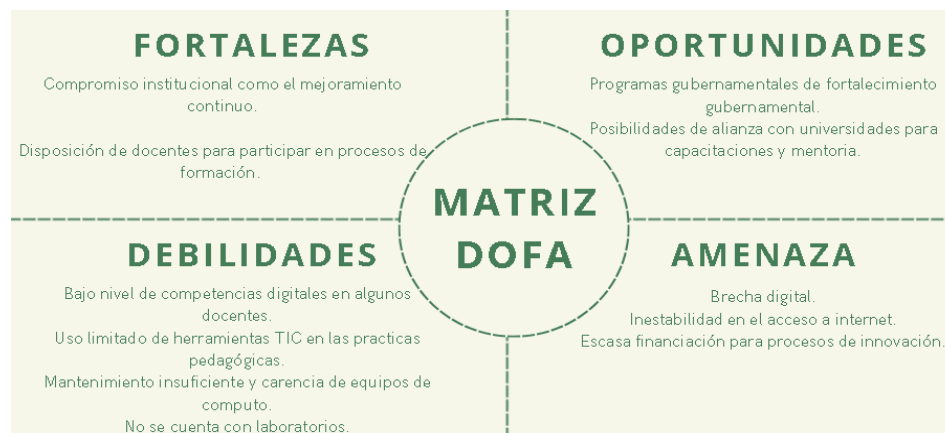 FORTALEZAS
Compromiso institucional como el mejoramiento
continuo.
Disposición de docentes para participar en procesos de
formación.
OPORTUNIDADES
Programas gubernamentales de fortalecimiento
gubernamental.
Posibilidades de alianza con universidades para
capacitaciones y mentoria.
MATRIZ
DOFA
DEBILIDADES
Bajo nivel de competencias digitales en algunos
docentes.
Uso limitado de herramientas TIC en las practicas
pedagógicas.
Mantenimiento insuficiente y carencia de equipos de
computo.
No se cuenta con laboratorios.
AMENAZA
Brecha digital.
Inestabilidad en el acceso a internet.
Escasa financiación para procesos de innovación.